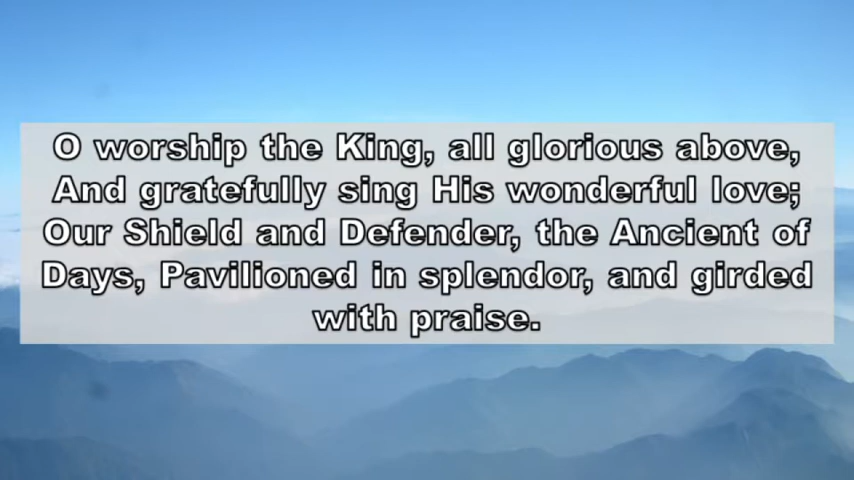 O worship the King, all glorious above,
And gratefully sing His wonderful love;
Our Shield and Defender, the Ancient of
Days, Pavilioned in splendor, and girded
with praise.